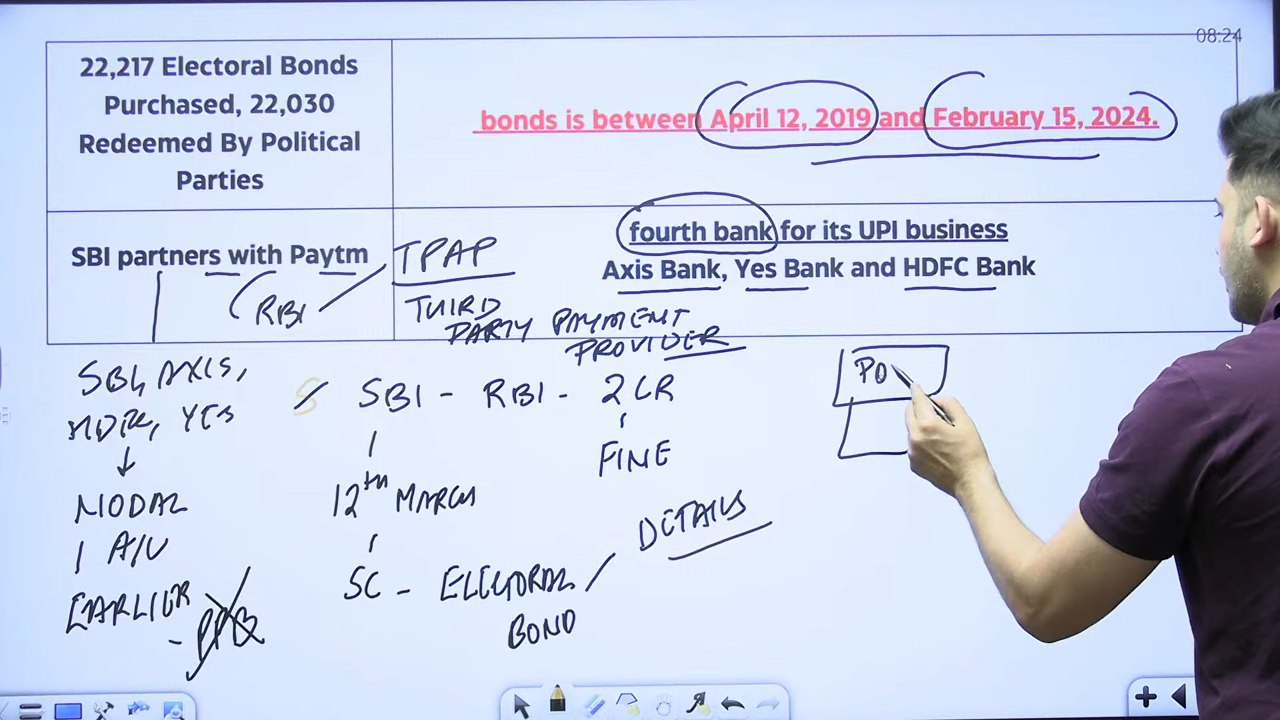 08:24
22,217 Electoral Bonds
Purchased, 22,030
Redeemed By Political
Parties
bonds is between April 12, 2019 and February 15, 2024.
SBI partners with Paytm
fourth bank for its UPI business
Axis Bank, Yes Bank and HDFC Bank
RBI
TPAP
THIRD
PARTY PAYMENT
PROVIDER
SBI, AXIS,
HDFC, YES
NODAL
EARLIER
- PPB
SBI - RBI - 2 CR
FINE
12th MARCH
SC - ELECTORAL
BOND
DETAILS
PO